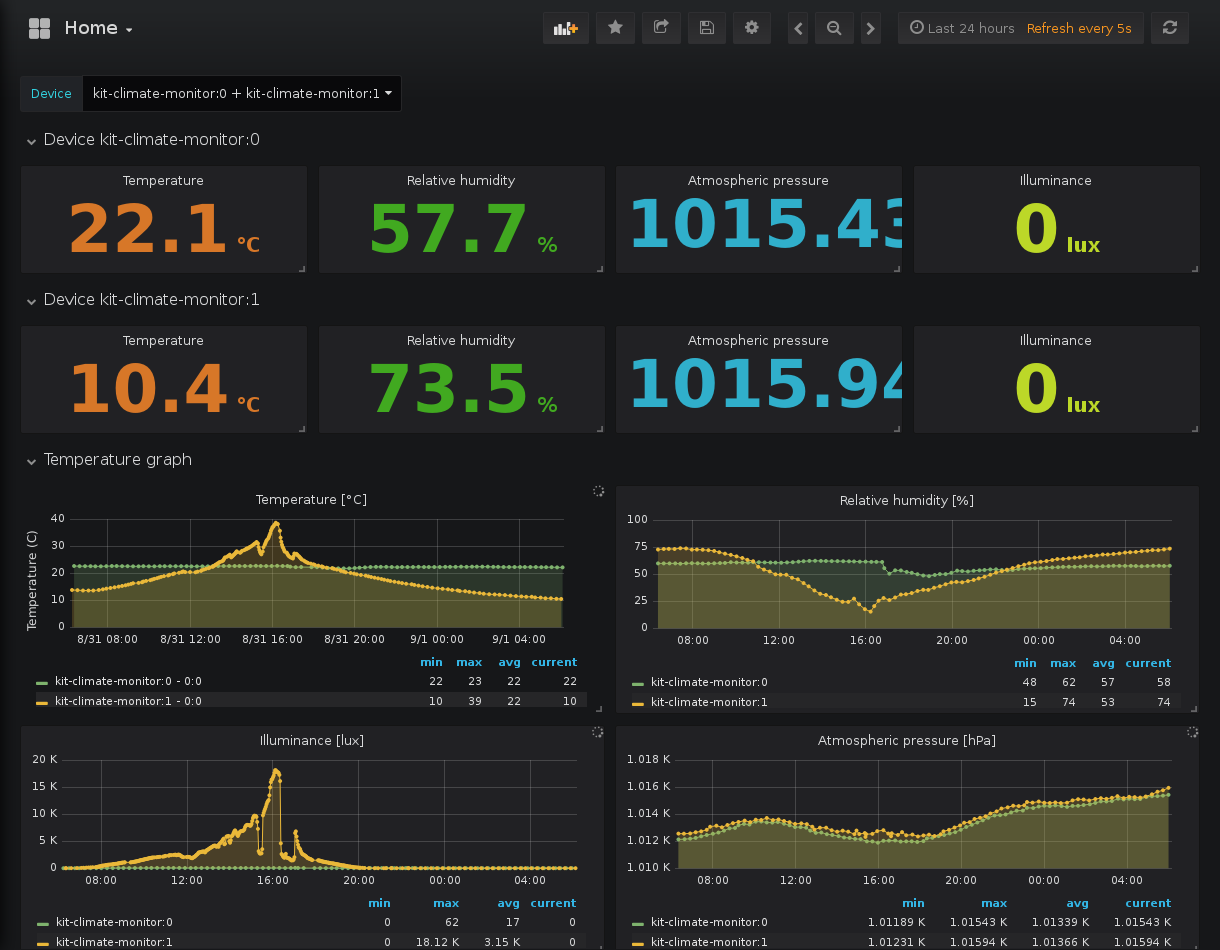 Home
Last 24 hours Refresh every 5s
Device kit-climate-monitor:0 + kit-climate-monitor:1
Device kit-climate-monitor:0
Temperature Relative humidity Atmospheric pressure Illuminance
22.1 °C 57.7 % 1015.43 0 lux
Device kit-climate-monitor:1
Temperature Relative humidity Atmospheric pressure Illuminance
10.4 °C 73.5 % 1015.94 0 lux
Temperature graph
Temperature [°C]
Temperature (C)
40
30
20
10
0
8/31 08:00 8/31 12:00 8/31 16:00 8/31 20:00 9/1 00:00 9/1 04:00
min max avg current
kit-climate-monitor:0 - 0:0 22 23 22 22
kit-climate-monitor:1 - 0:0 10 39 22 10
Relative humidity [%]
100
75
50
25
0
08:00 12:00 16:00 20:00 00:00 04:00
min max avg current
kit-climate-monitor:0 48 62 57 58
kit-climate-monitor:1 15 74 53 74
Illuminance [lux]
20 K
15 K
10 K
5 K
0
08:00 12:00 16:00 20:00 00:00 04:00
min max avg current
kit-climate-monitor:0 0 62 17 0
kit-climate-monitor:1 0 18.12 K 3.15 K 0
Atmospheric pressure [hPa]
1.018 K
1.016 K
1.014 K
1.012 K
1.010 K
08:00 12:00 16:00 20:00 00:00 04:00
min max avg current
kit-climate-monitor:0 1.01189 K 1.01543 K 1.01339 K 1.01543 K
kit-climate-monitor:1 1.01231 K 1.01594 K 1.01366 K 1.01594 K